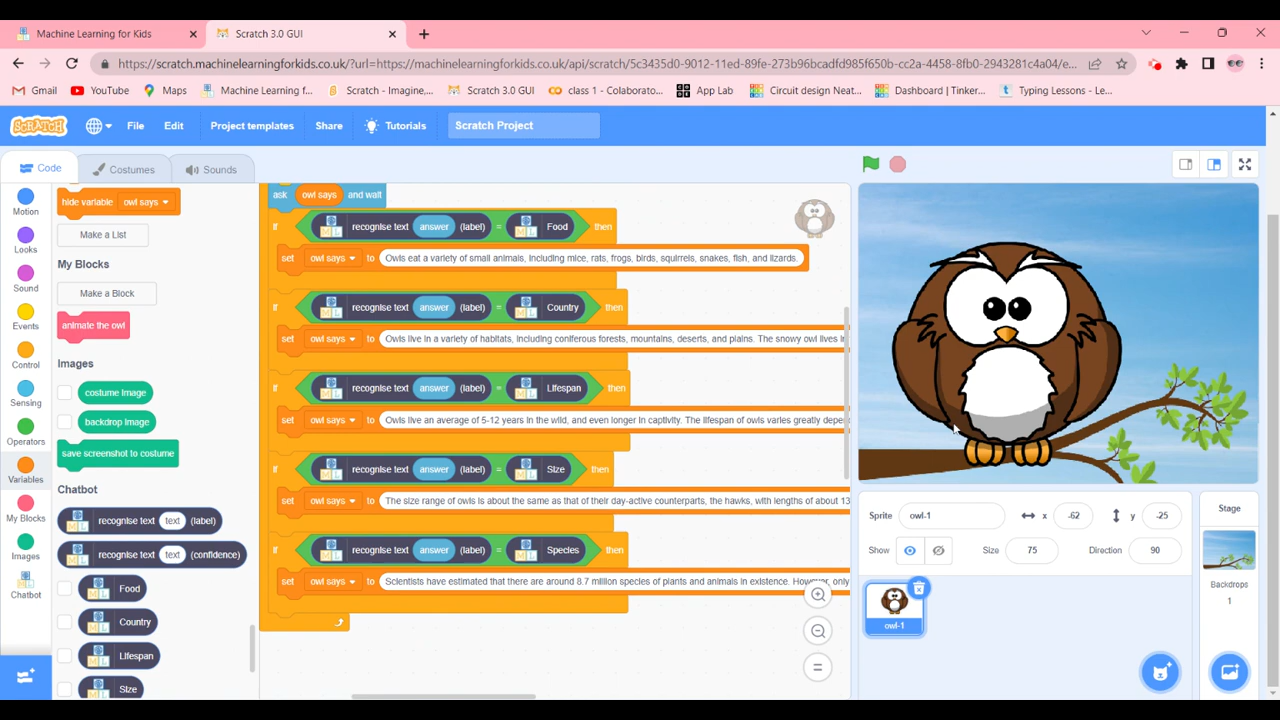 Machine Learning for Kids
Scratch 3.0 GUI
https://scratch.machinelearningforkids.co.uk/?url=https://machinelearningforkids.co.uk/api/scratch/5c3435d0-9012-11ed-89fe-273b96bcadfd985f650b-cc2a-4458-8fb0-2943281c4a04/e...
Gmail YouTube Maps Machine Learning f... Scratch - Imagine,... Scratch 3.0 GUI class 1 - Colaborato... App Lab Circuit design Neat... Dashboard | Tinker... Typing Lessons - Le...
SCRATCH File Edit Project templates Share Tutorials Scratch Project
Code Costumes Sounds
Motion
Looks
Sound
Events
Control
Sensing
Operators
Variables
My Blocks
Images
Chatbot
hide variable owl says
Make a List
My Blocks
Make a Block
animate the owl
Images
costume image
backdrop image
save screenshot to costume
Chatbot
recognise text text (label)
recognise text text (confidence)
Food
Country
Lifespan
Size
ask owl says and wait
if recognise text answer (label) = Food then
set owl says to Owls eat a variety of small animals, including mice, rats, frogs, birds, squirrels, snakes, fish, and lizards.
if recognise text answer (label) = Country then
set owl says to Owls live in a variety of habitats, including coniferous forests, mountains, deserts, and plains. The snowy owl lives in
if recognise text answer (label) = Lifespan then
set owl says to Owls live an average of 5-12 years in the wild, and even longer in captivity. The lifespan of owls varies greatly depe
if recognise text answer (label) = Size then
set owl says to The size range of owls is about the same as that of their day-active counterparts, the hawks, with lengths of about 13
if recognise text answer (label) = Species then
set owl says to Scientists have estimated that there are around 8.7 million species of plants and animals in existence. However, only
Sprite owl-1 x -62 y -25
Show Size 75 Direction 90
owl-1
Stage
Backdrops
1